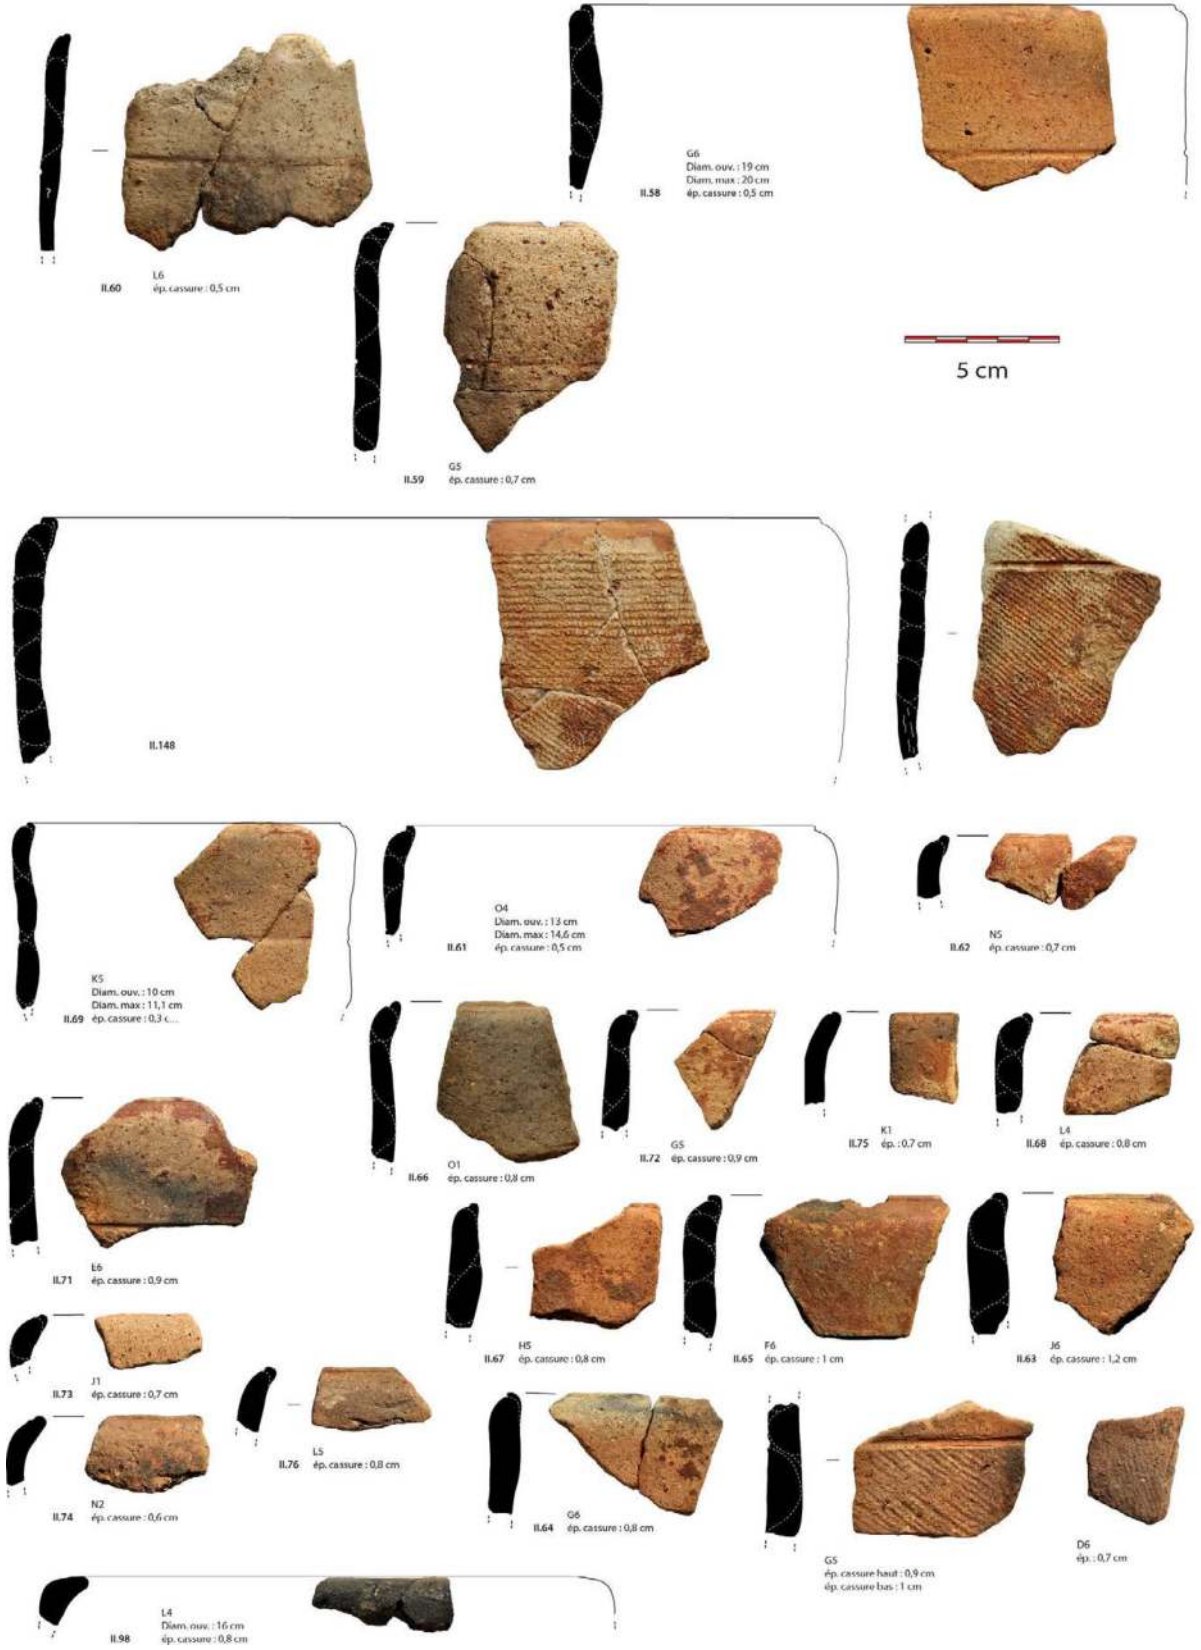 G6
Diam. ouv. : 19 cm
Diam. max : 20 cm
II.58 ép. cassure : 0,5 cm
?
L6
II.60 ép. cassure : 0,5 cm
5 cm
G5
II.59 ép. cassure : 0,7 cm
II.148
O4
Diam. ouv. : 13 cm
Diam. max : 14,6 cm
II.61 ép. cassure : 0,5 cm
N5
II.62 ép. cassure : 0,7 cm
K5
Diam. ouv. : 10 cm
Diam. max : 11,1 cm
II.69 ép. cassure : 0,3 c...
O1
II.66 ép. cassure : 0,8 cm
G5
II.72 ép. cassure : 0,9 cm
K1
II.75 ép. : 0,7 cm
L4
II.68 ép. cassure : 0,8 cm
E6
II.71 ép. cassure : 0,9 cm
H5
II.67 ép. cassure : 0,8 cm
F6
II.65 ép. cassure : 1 cm
J6
II.63 ép. cassure : 1,2 cm
J1
II.73 ép. cassure : 0,7 cm
L5
II.76 ép. cassure : 0,8 cm
N2
II.74 ép. cassure : 0,6 cm
G6
II.64 ép. cassure : 0,8 cm
G5
ép. cassure haut : 0,9 cm
ép. cassure bas : 1 cm
D6
ép. : 0,7 cm
L4
Diam. ouv. : 16 cm
II.98 ép. cassure : 0,8 cm